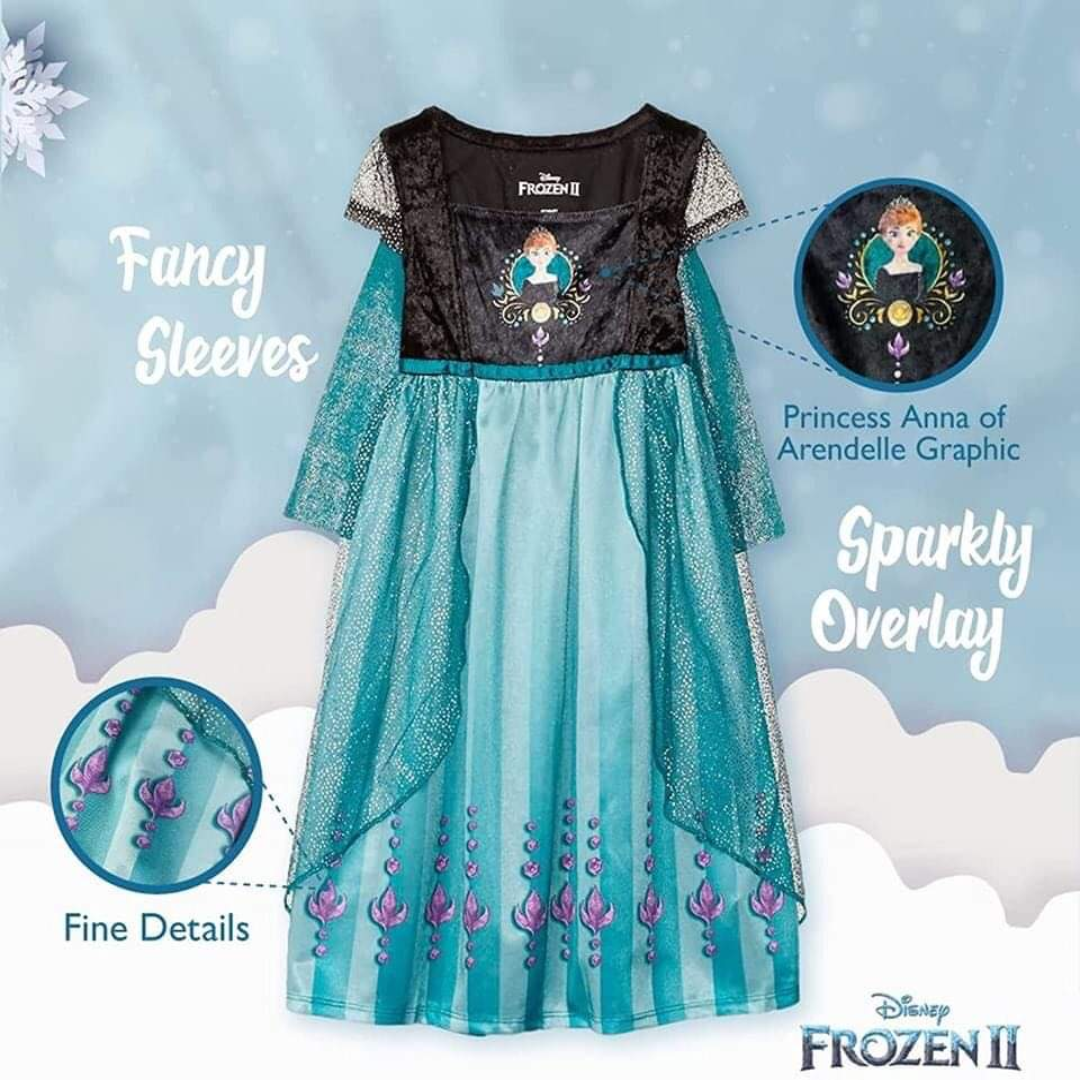 Disney
FROZEN II
Fancy
Sleeves
Princess Anna of
Arendelle Graphic
Sparkly
Overlay
Fine Details
Disney
FROZEN II